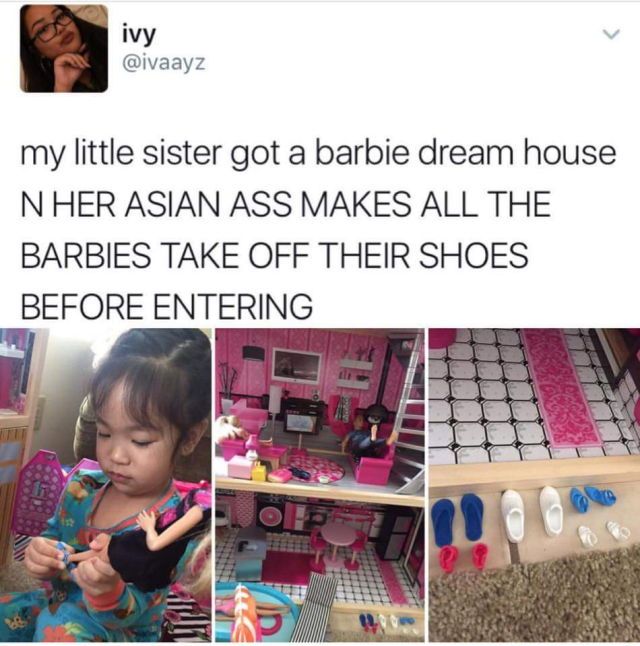 ivy
@ivaayz
my little sister got a barbie dream house
N HER ASIAN ASS MAKES ALL THE
BARBIES TAKE OFF THEIR SHOES
BEFORE ENTERING